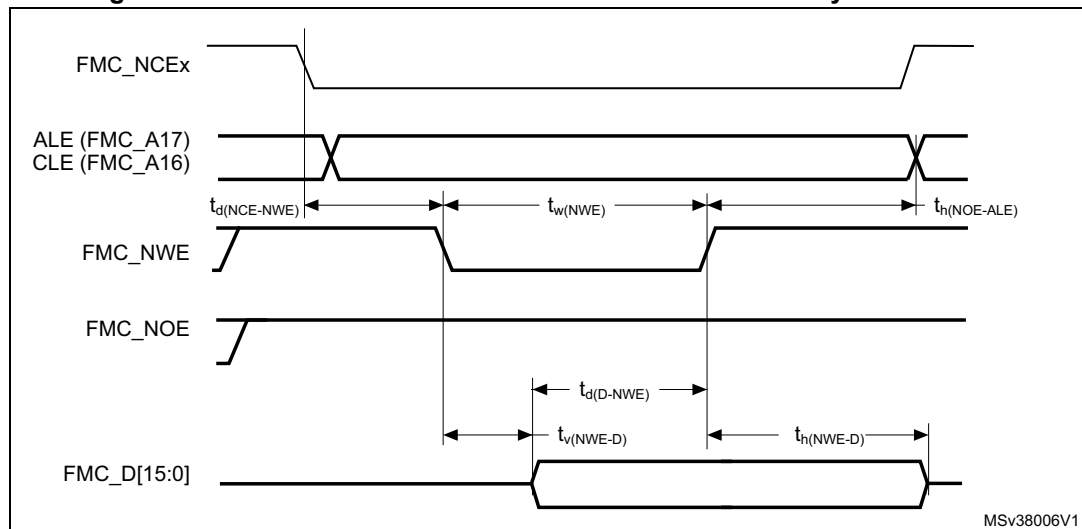 FMC_NCEx
ALE (FMC_A17)
CLE (FMC_A16)
td(NCE-NWE)
tw(NWE)
th(NOE-ALE)
FMC_NWE
FMC_NOE
td(D-NWE)
tv(NWE-D)
th(NWE-D)
FMC_D[15:0]
MSv38006V1